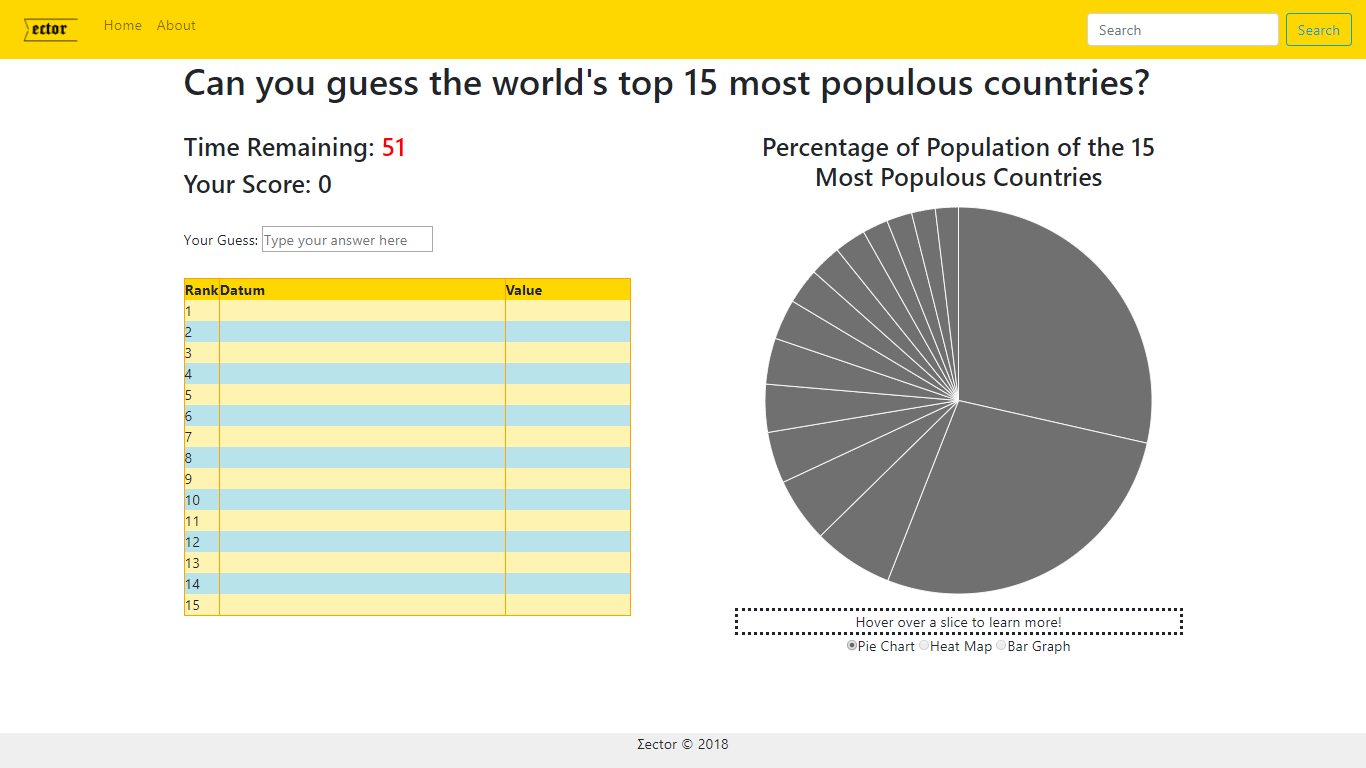 ector Home About Search Search
Can you guess the world's top 15 most populous countries?
Time Remaining: 51
Your Score: 0
Your Guess: Type your answer here
Rank Datum Value
1
2
3
4
5
6
7
8
9
10
11
12
13
14
15
Percentage of Population of the 15
Most Populous Countries
Hover over a slice to learn more!
Pie Chart Heat Map Bar Graph
Σector © 2018